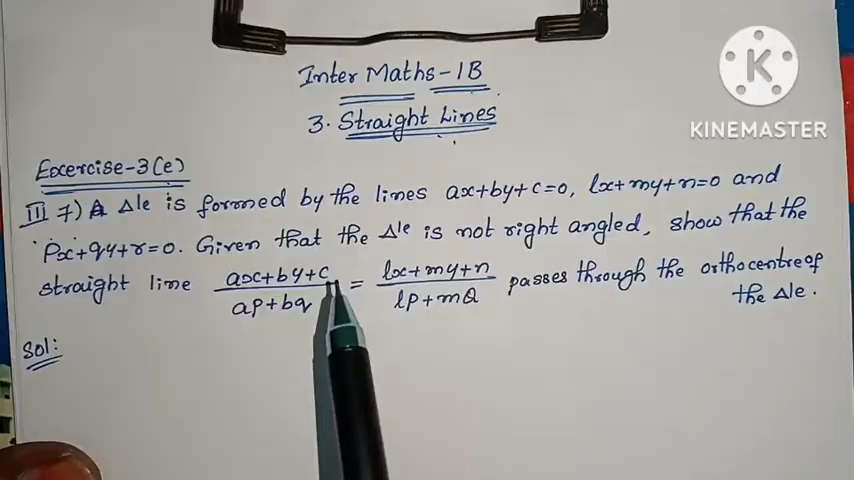 Inter Maths-1B
3. Straight Lines
KINEMASTER
Exercise-3(e)
III 7) A Δle is formed by the lines ax+by+c=0, lx+my+n=0 and
Px+qy+r=0. Given that the Δle is not right angled, show that the
straight line ax+by+c/ap+bq = lx+my+n/lp+mQ passes through the orthocentre of
the Δle.
Sol: